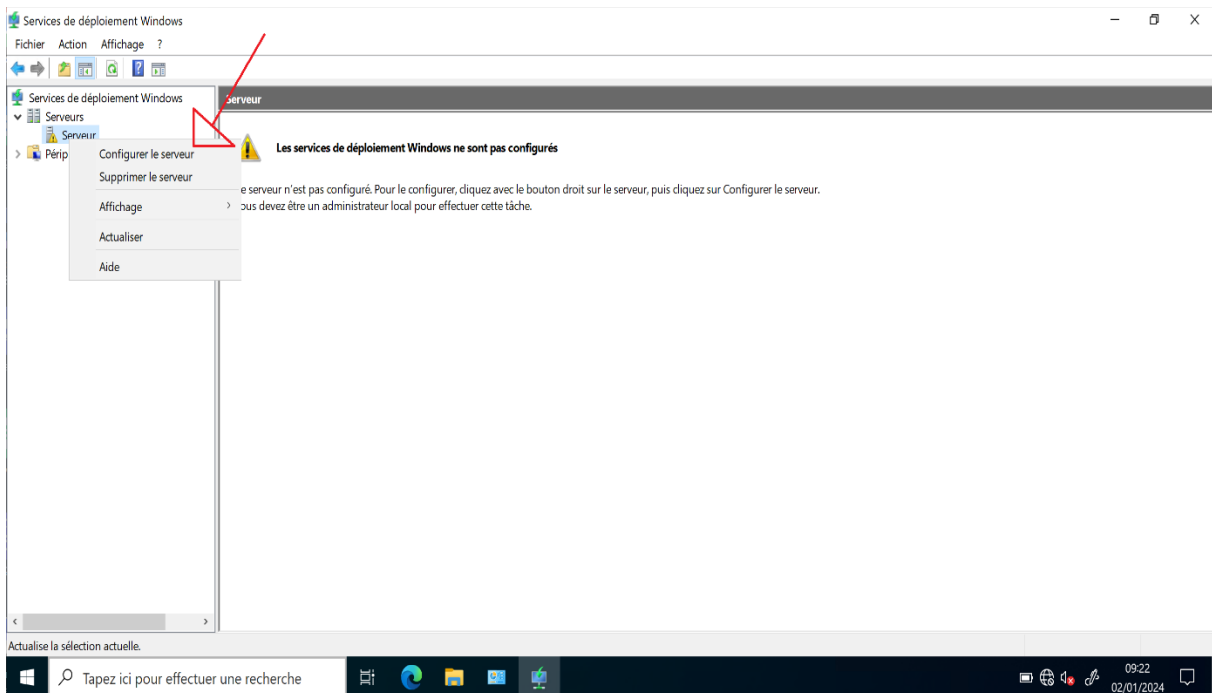 Services de déploiement Windows
Fichier Action Affichage ?
Services de déploiement Windows
Serveurs
Serveur
Périp
Configurer le serveur
Supprimer le serveur
Affichage
Actualiser
Aide
Serveur
Les services de déploiement Windows ne sont pas configurés
e serveur n'est pas configuré. Pour le configurer, cliquez avec le bouton droit sur le serveur, puis cliquez sur Configurer le serveur.
ous devez être un administrateur local pour effectuer cette tâche.
Actualise la sélection actuelle.
Tapez ici pour effectuer une recherche
09:22
02/01/2024